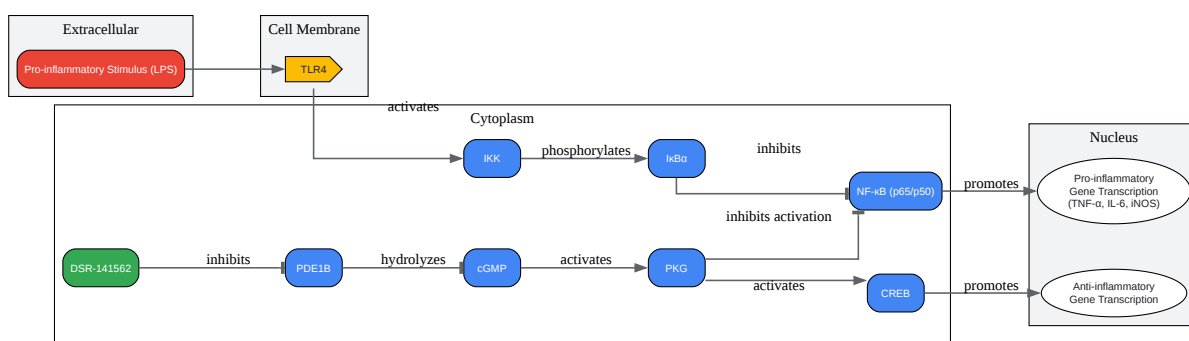 Extracellular
Cell Membrane
Pro-inflammatory Stimulus (LPS)
TLR4
activates
Cytoplasm
IKK
phosphorylates
IκBα
inhibits
NF-κB (p65/p50)
promotes
Nucleus
Pro-inflammatory
Gene Transcription
(TNF-α, IL-6, iNOS)
inhibits activation
DSR-141562
inhibits
PDE1B
hydrolyzes
cGMP
activates
PKG
activates
CREB
promotes
Anti-inflammatory
Gene Transcription